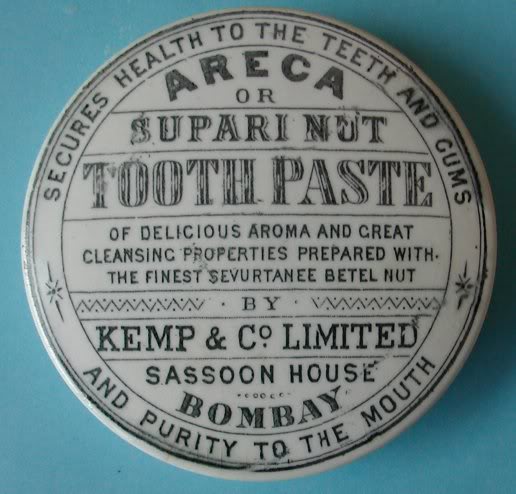 SECURES HEALTH TO THE TEETH AND GUMS
ARECA
OR
SUPARI NUT
TOOTH PASTE
OF DELICIOUS AROMA AND GREAT
CLEANSING PROPERTIES PREPARED WITH.
THE FINEST SEVURTANEE BETEL NUT
· BY ·
KEMP & Cº LIMITED
SASSOON HOUSE
BOMBAY
AND PURITY TO THE MOUTH